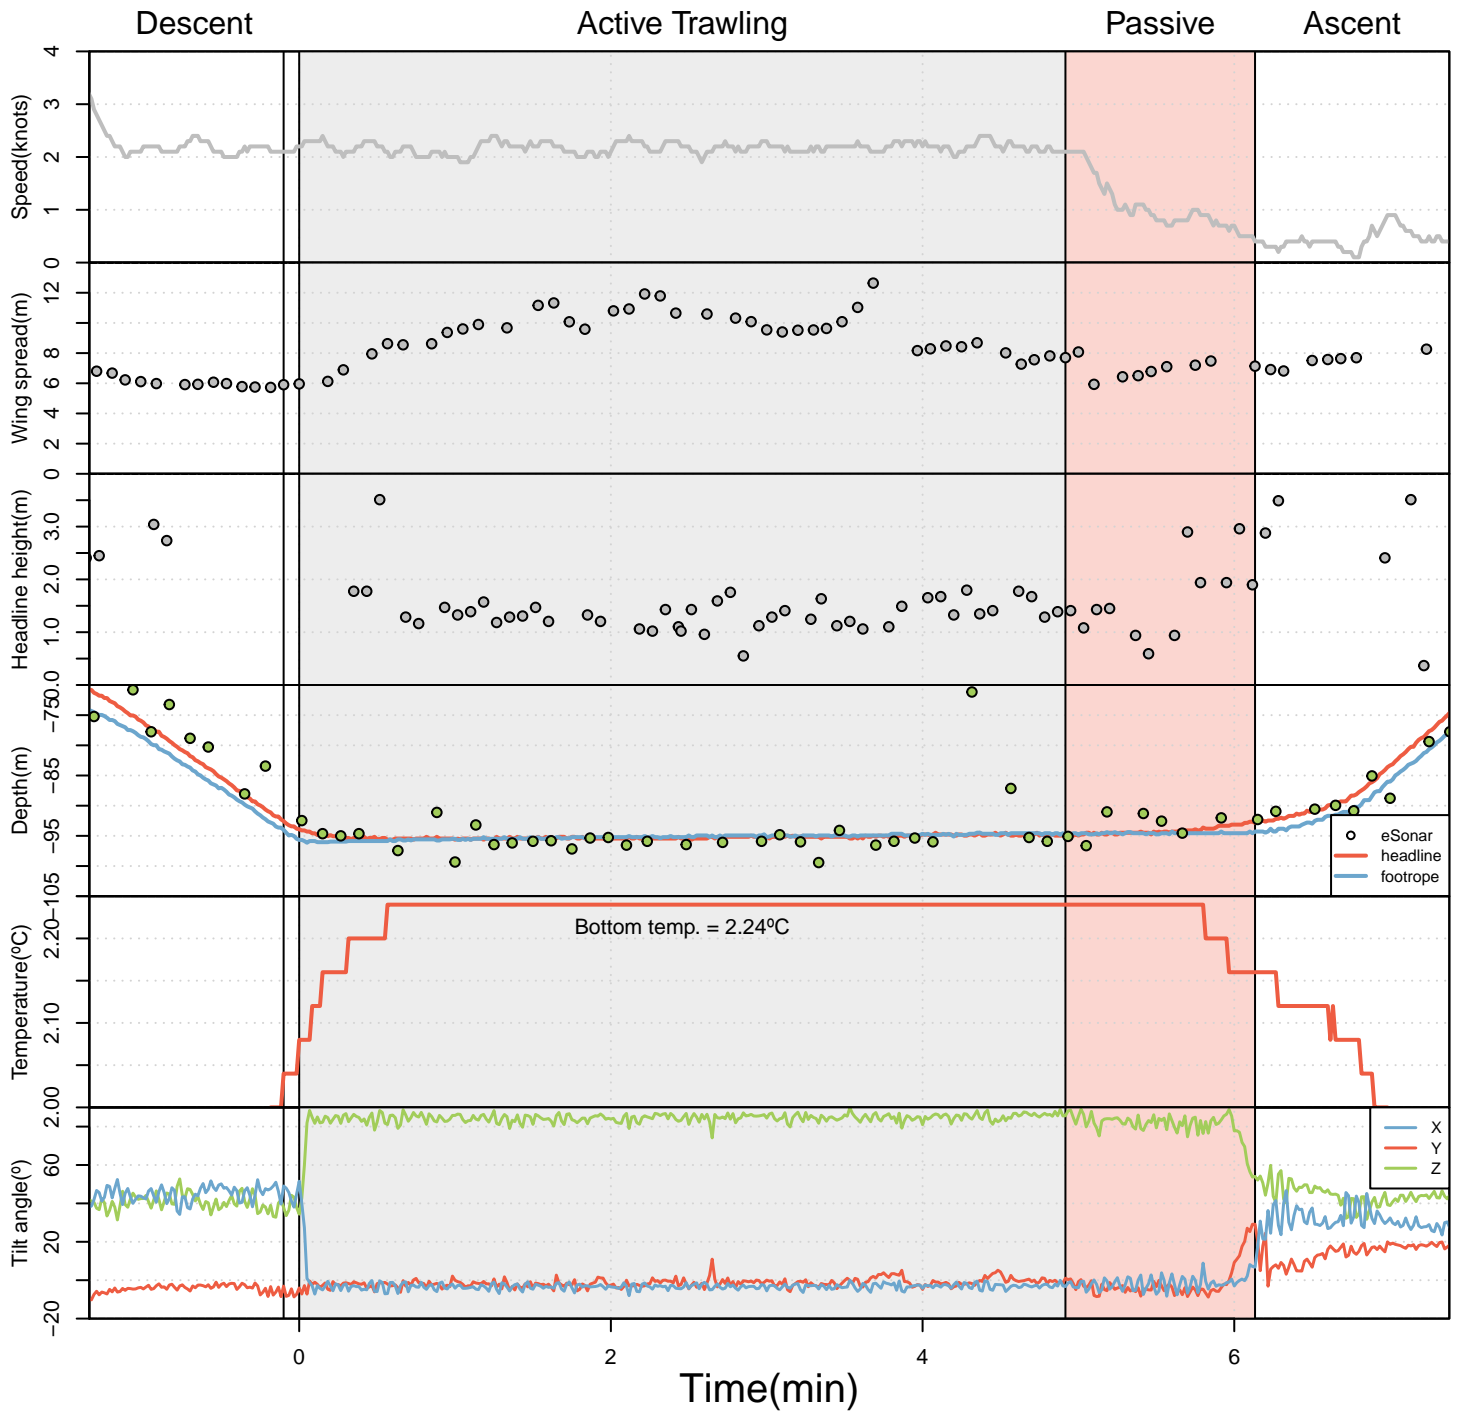 Descent Active Trawling Passive Ascent
Speed(knots)
4
3
2
1
0
Wing spread(m)
12
8
6
4
2
0
Headline height(m)
3.0
2.0
1.0
0.0
Depth(m)
−75
−85
−95
−105
eSonar
headline
footrope
Temperature(ºC)
2.20
2.10
2.00
Bottom temp. = 2.24ºC
Tilt angle(º)
60
20
−20
X
Y
Z
0 2 4 6
Time(min)